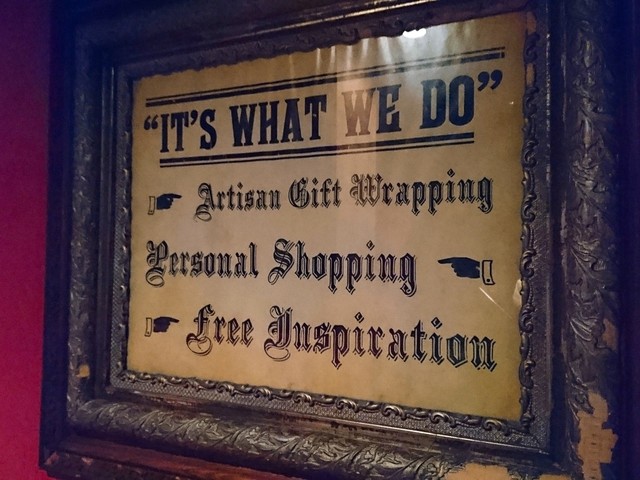 “IT'S WHAT WE DO”
Artisan Gift Wrapping
Personal Shopping
Free Inspiration